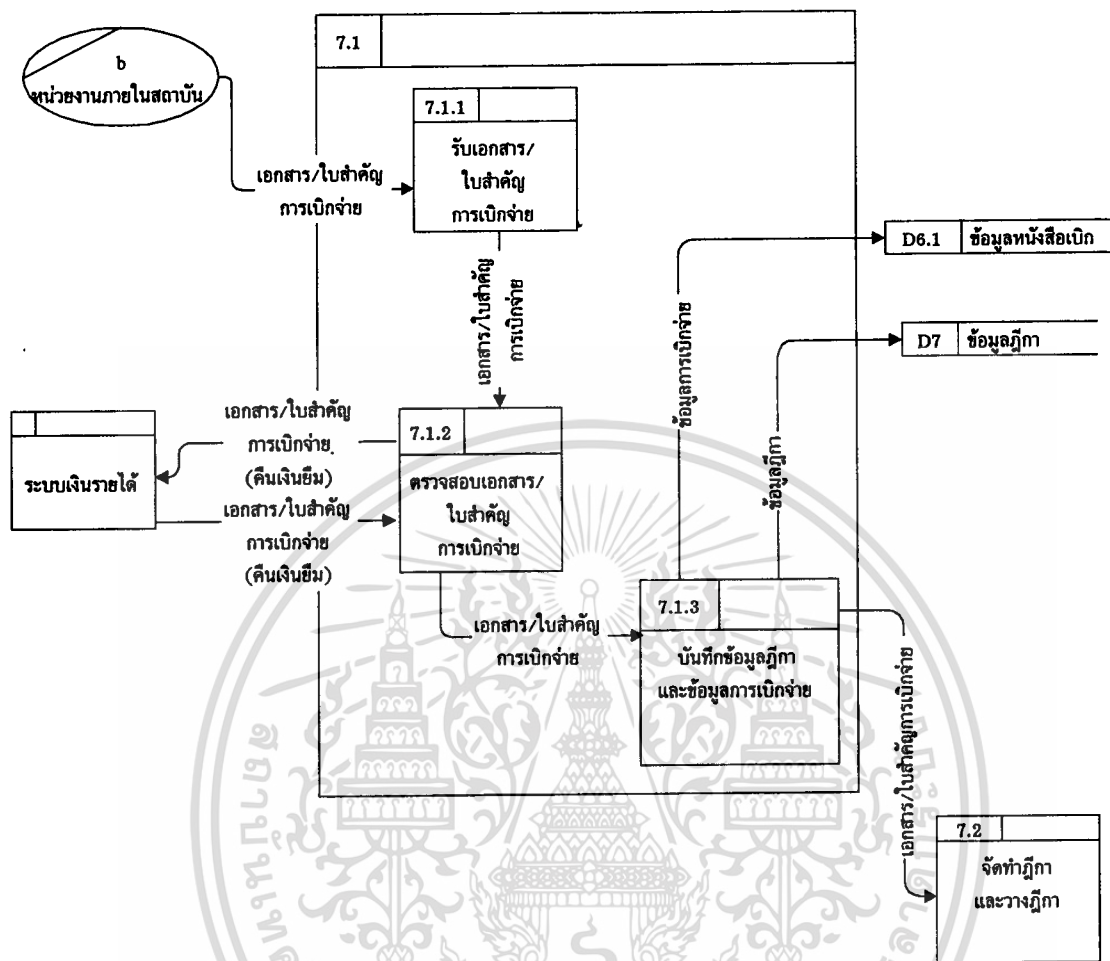 7.1
b
หน่วยงานภายในสถาบัน
7.1.1
รับเอกสาร/
ใบสำคัญ
การเบิกจ่าย
เอกสาร/ใบสำคัญ
การเบิกจ่าย
D6.1 ข้อมูลหนังสือเบิก
เอกสาร/ใบสำคัญ
การเบิกจ่าย
ข้อมูลการเบิกจ่าย
D7 ข้อมูลฎีกา
ข้อมูลฎีกา
เอกสาร/ใบสำคัญ
การเบิกจ่าย
(คืนเงินยืม)
7.1.2
ตรวจสอบเอกสาร/
ใบสำคัญ
การเบิกจ่าย
ระบบเงินรายได้
เอกสาร/ใบสำคัญ
การเบิกจ่าย
(คืนเงินยืม)
เอกสาร/ใบสำคัญ
การเบิกจ่าย
7.1.3
บันทึกข้อมูลฎีกา
และข้อมูลการเบิกจ่าย
เอกสาร/ใบสำคัญการเบิกจ่าย
7.2
จัดทำฎีกา
และวางฎีกา